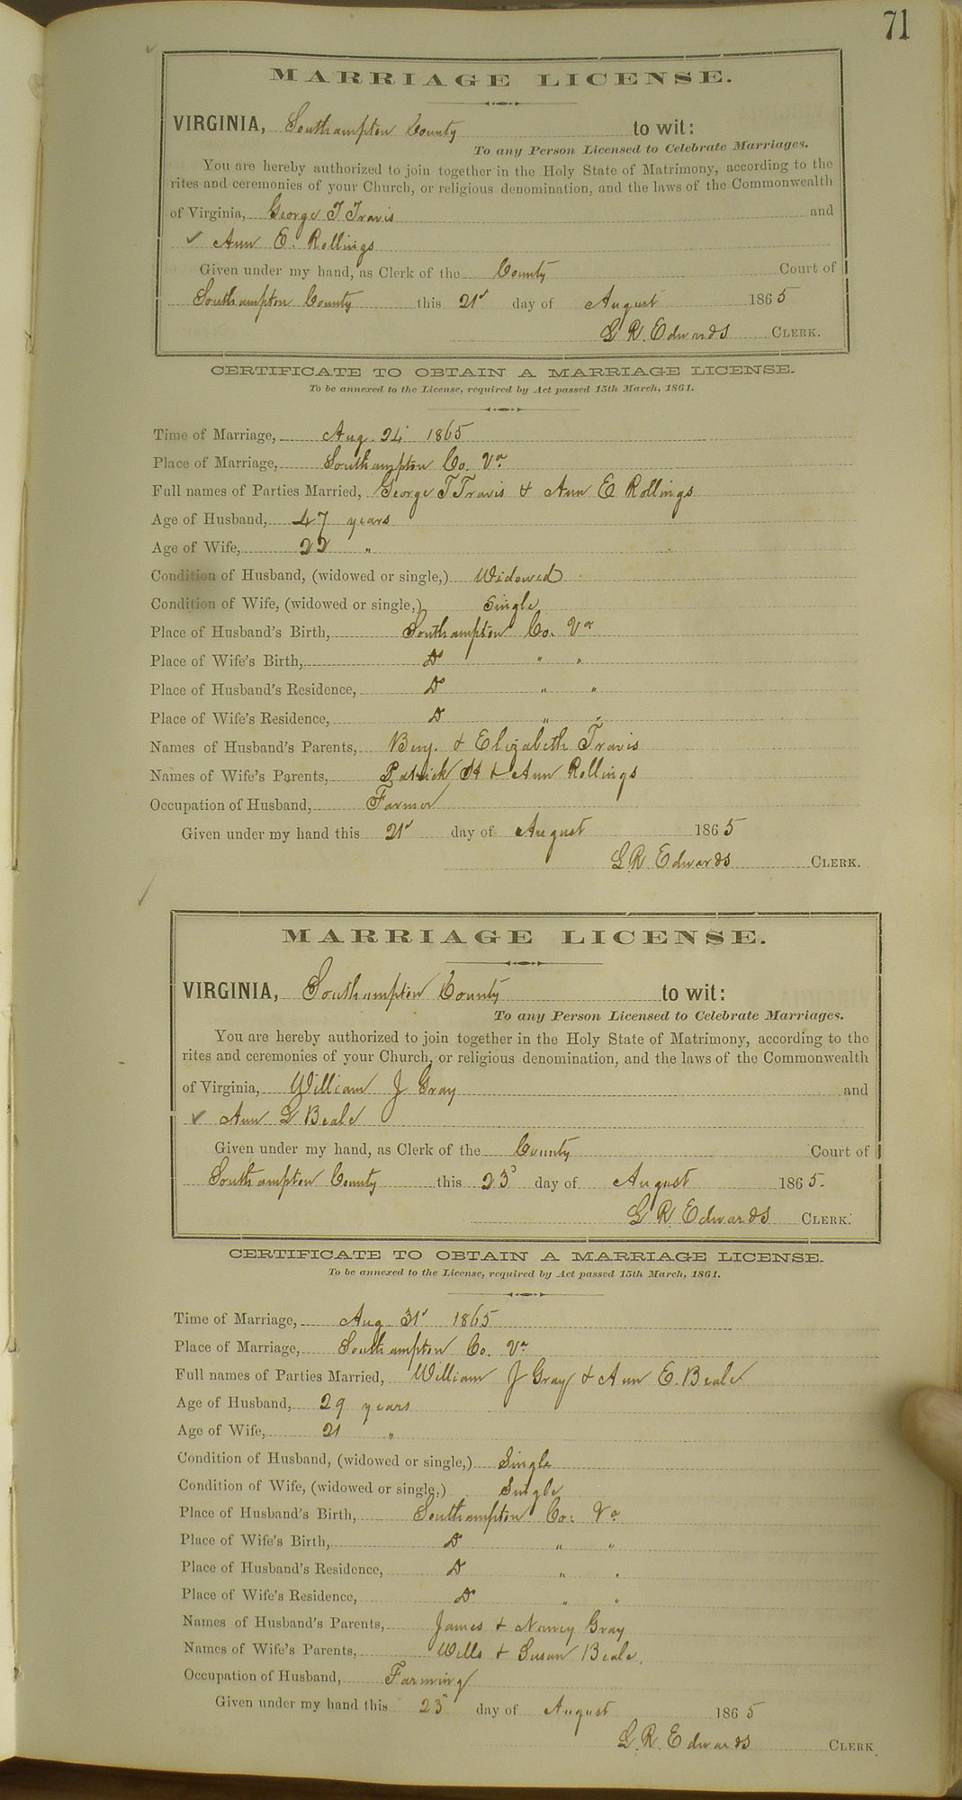 71
MARRIAGE LICENSE.
VIRGINIA, Southampton County to wit:
To any Person Licensed to Celebrate Marriages.
You are hereby authorized to join together in the Holy State of Matrimony, according to the
rites and ceremonies of your Church, or religious denomination, and the laws of the Commonwealth
of Virginia, George T Travis and
Ann E. Rollings
Given under my hand, as Clerk of the County Court of
Southampton County this 21st day of August 1865
L R. Edwards CLERK.
CERTIFICATE TO OBTAIN A MARRIAGE LICENSE.
To be annexed to the License, required by Act passed 15th March, 1861.
Time of Marriage, Aug. 24 1865
Place of Marriage, Southampton Co. Va
Full names of Parties Married, George T Travis & Ann E Rollings
Age of Husband, 47 years
Age of Wife, 22 "
Condition of Husband, (widowed or single,) Widowed
Condition of Wife, (widowed or single,) Single
Place of Husband's Birth, Southampton Co. Va
Place of Wife's Birth, Do " "
Place of Husband's Residence, Do " "
Place of Wife's Residence, Do " "
Names of Husband's Parents, Benj. & Elizabeth Travis
Names of Wife's Parents, Patrick H & Ann Rollings
Occupation of Husband, Farmer
Given under my hand this 21st day of August 1865
L. R. Edwards CLERK.
MARRIAGE LICENSE.
VIRGINIA, Southampton County to wit:
To any Person Licensed to Celebrate Marriages.
You are hereby authorized to join together in the Holy State of Matrimony, according to the
rites and ceremonies of your Church, or religious denomination, and the laws of the Commonwealth
of Virginia, William J Gray and
Ann Beale
Given under my hand, as Clerk of the County Court of
Southampton County this 23d day of August 1865.
L R. Edwards CLERK.
CERTIFICATE TO OBTAIN A MARRIAGE LICENSE.
To be annexed to the License, required by Act passed 15th March, 1861.
Time of Marriage, Aug 31st 1865
Place of Marriage, Southampton Co. Va
Full names of Parties Married, William J Gray & Ann E. Beale
Age of Husband, 29 years
Age of Wife, 21 "
Condition of Husband, (widowed or single,) Single
Condition of Wife, (widowed or single,) Single
Place of Husband's Birth, Southampton Co. Va
Place of Wife's Birth, Do " "
Place of Husband's Residence, Do " "
Place of Wife's Residence, Do " "
Names of Husband's Parents, James & Nancy Gray
Names of Wife's Parents, Wills & Susan Beale.
Occupation of Husband, Farming
Given under my hand this 23d day of August 1865
L. R. Edwards CLERK